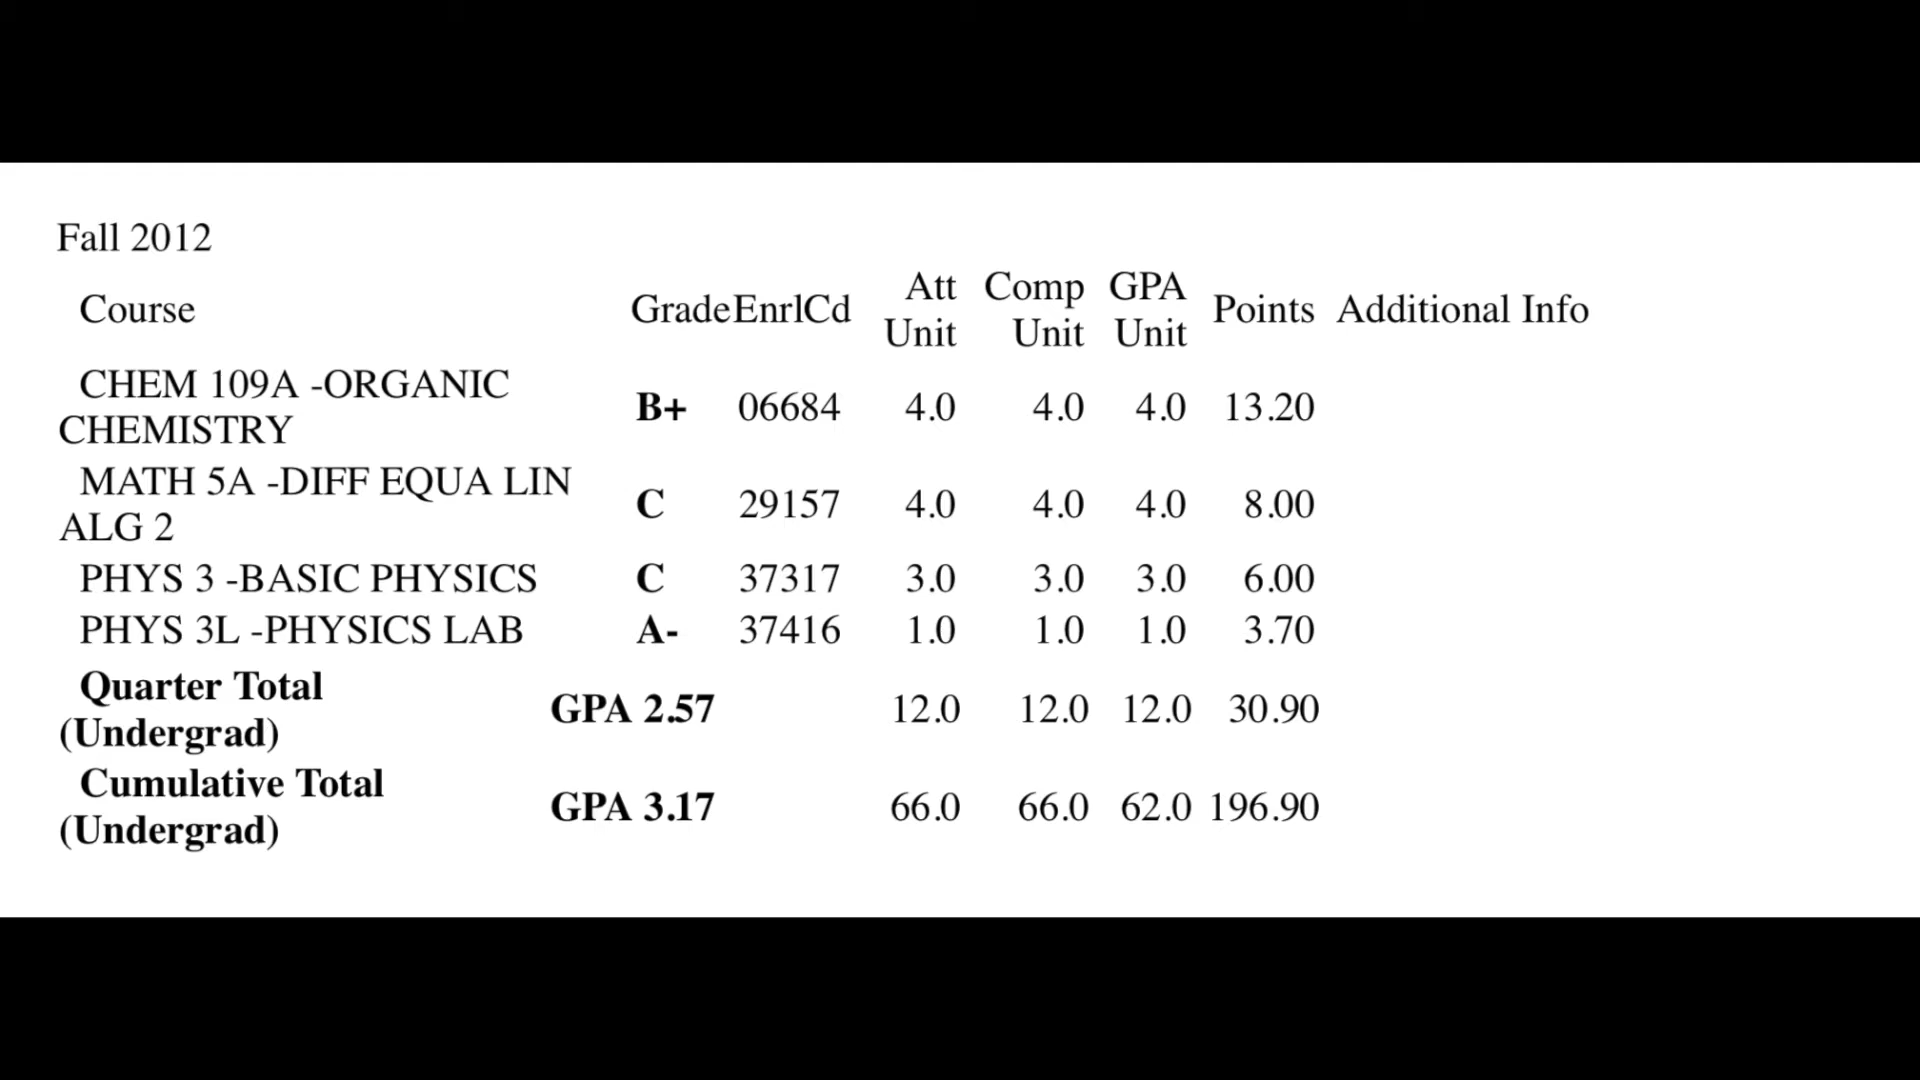 Fall 2012
Course Grade EnrlCd Att Unit Comp Unit GPA Unit Points Additional Info
CHEM 109A -ORGANIC
CHEMISTRY B+ 06684 4.0 4.0 4.0 13.20
MATH 5A -DIFF EQUA LIN
ALG 2 C 29157 4.0 4.0 4.0 8.00
PHYS 3 -BASIC PHYSICS C 37317 3.0 3.0 3.0 6.00
PHYS 3L -PHYSICS LAB A- 37416 1.0 1.0 1.0 3.70
Quarter Total
(Undergrad) GPA 2.57 12.0 12.0 12.0 30.90
Cumulative Total
(Undergrad) GPA 3.17 66.0 66.0 62.0 196.90